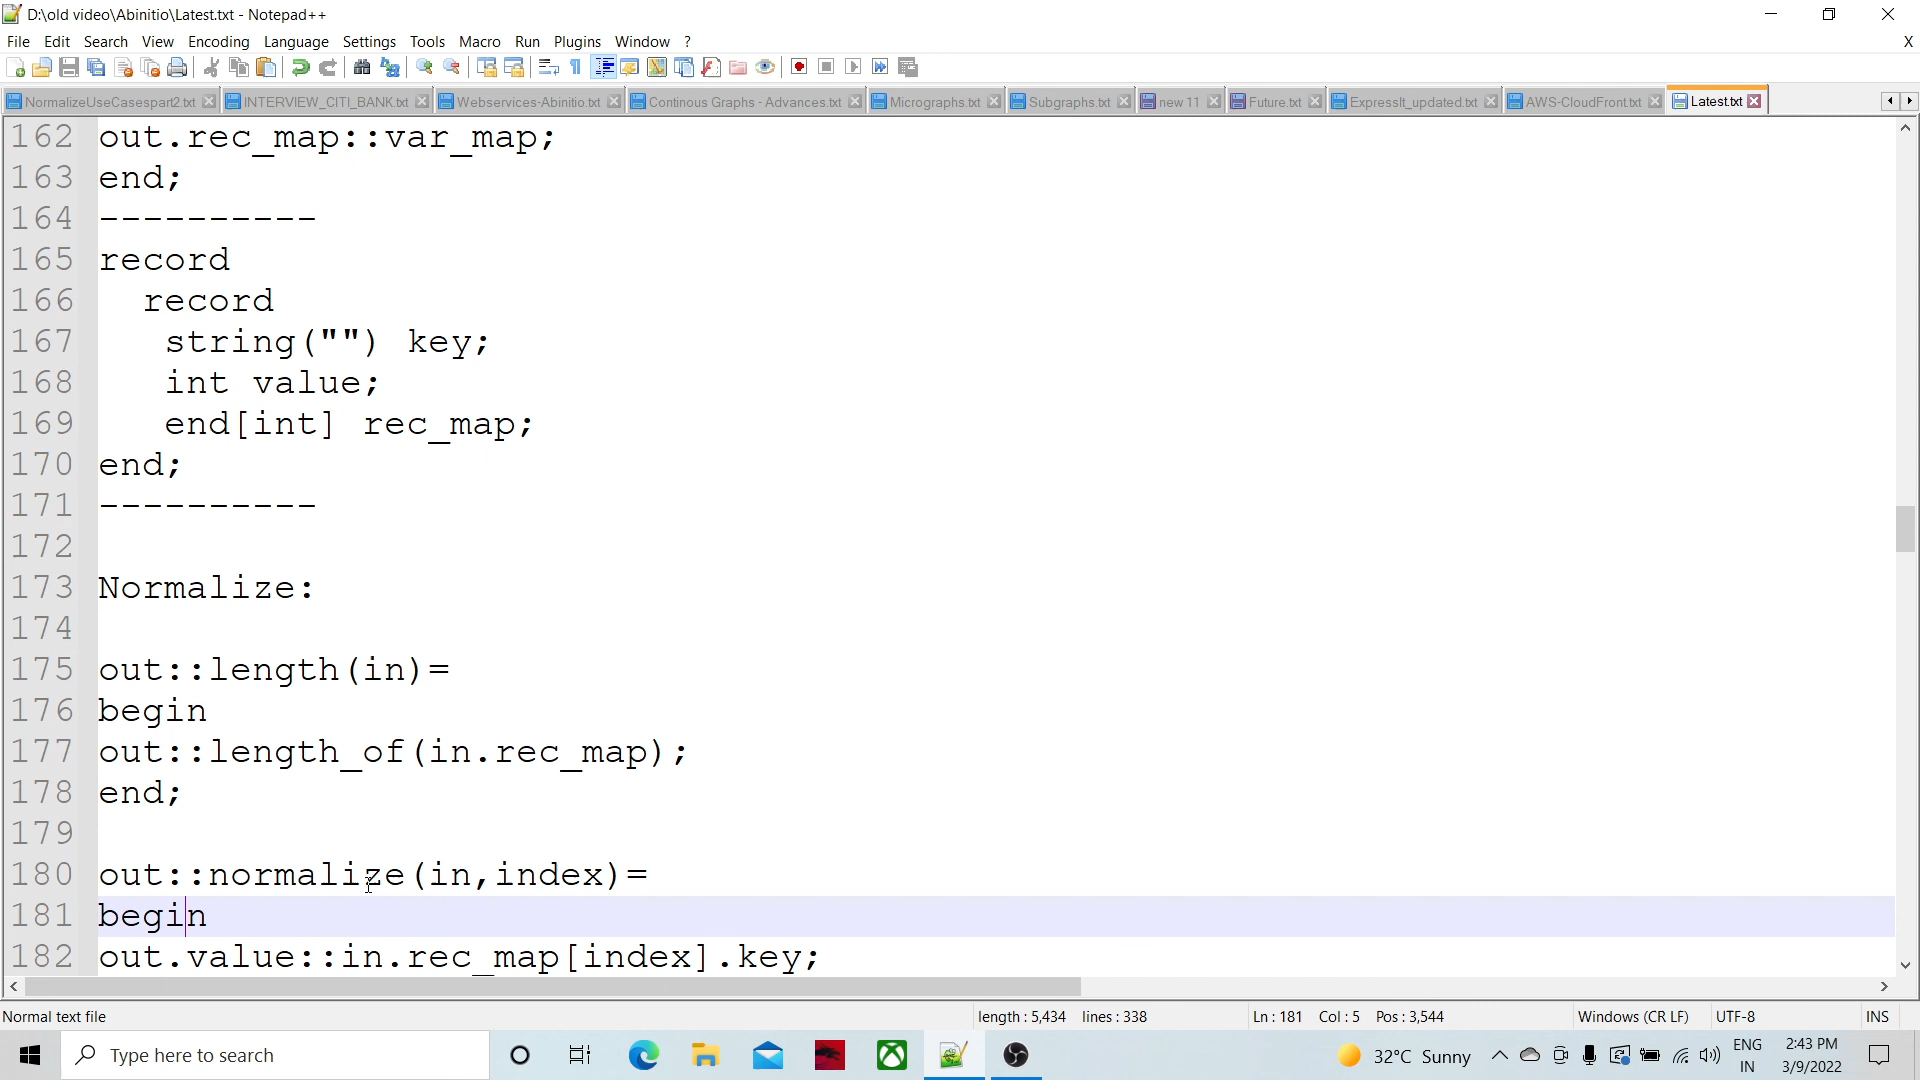 D:\old video\Abinitio\Latest.txt - Notepad++
File Edit Search View Encoding Language Settings Tools Macro Run Plugins Window ? X
NormalizeUseCasespart2.txt INTERVIEW_CITI_BANK.txt Webservices-Abinitio.txt Continous Graphs - Advances.txt Micrographs.txt Subgraphs.txt new 11 Future.txt ExpressIt_updated.txt AWS-CloudFront.txt Latest.txt
162 out.rec_map::var_map;
163 end;
164 ----------
165 record
166 record
167 string("") key;
168 int value;
169 end[int] rec_map;
170 end;
171 ----------
172
173 Normalize:
174
175 out::length(in)=
176 begin
177 out::length_of(in.rec_map);
178 end;
179
180 out::normalize(in,index)=
181 begin
182 out.value::in.rec_map[index].key;
Normal text file length : 5,434 lines : 338 Ln : 181 Col : 5 Pos : 3,544 Windows (CR LF) UTF-8 INS
Type here to search 32°C Sunny ENG IN 2:43 PM 3/9/2022